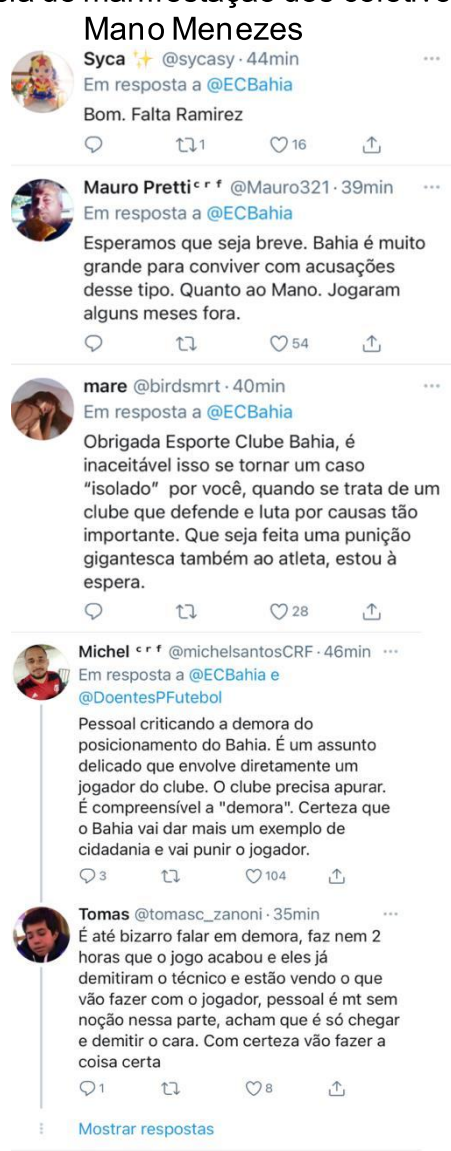 cia de manifestação dos coletivo
Mano Menezes
Syca ✨ @sycasy · 44min
Em resposta a @ECBahia
Bom. Falta Ramirez
1 16
Mauro Pretti ᶜ ʳ ᶠ @Mauro321 · 39min
Em resposta a @ECBahia
Esperamos que seja breve. Bahia é muito
grande para conviver com acusações
desse tipo. Quanto ao Mano. Jogaram
alguns meses fora.
54
mare @birdsmrt · 40min
Em resposta a @ECBahia
Obrigada Esporte Clube Bahia, é
inaceitável isso se tornar um caso
“isolado” por você, quando se trata de um
clube que defende e luta por causas tão
importante. Que seja feita uma punição
gigantesca também ao atleta, estou à
espera.
28
Michel ᶜ ʳ ᶠ @michelsantosCRF · 46min
Em resposta a @ECBahia e
@DoentesPFutebol
Pessoal criticando a demora do
posicionamento do Bahia. É um assunto
delicado que envolve diretamente um
jogador do clube. O clube precisa apurar.
É compreensível a "demora". Certeza que
o Bahia vai dar mais um exemplo de
cidadania e vai punir o jogador.
3 104
Tomas @tomasc_zanoni · 35min
É até bizarro falar em demora, faz nem 2
horas que o jogo acabou e eles já
demitiram o técnico e estão vendo o que
vão fazer com o jogador, pessoal é mt sem
noção nessa parte, acham que é só chegar
e demitir o cara. Com certeza vão fazer a
coisa certa
1 8
Mostrar respostas